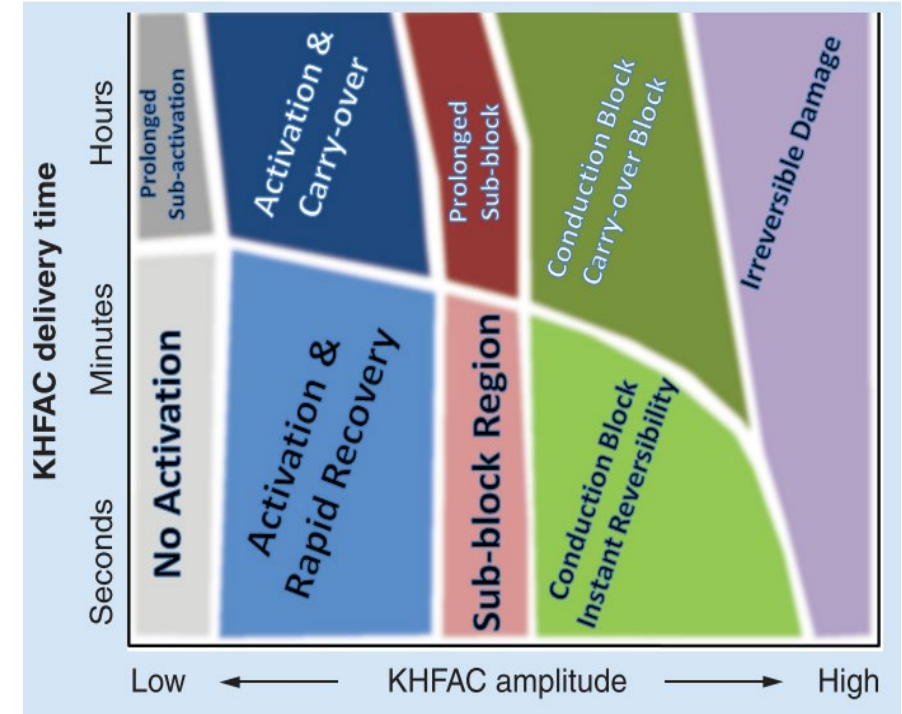 KHFAC delivery time
Hours
Minutes
Seconds
Prolonged
Sub-activation
Activation &
Carry-over
Prolonged
Sub-block
Conduction Block
Carry-over Block
Irreversible Damage
No Activation
Activation &
Rapid Recovery
Sub-block Region
Conduction Block
Instant Reversibility
Low
KHFAC amplitude
High